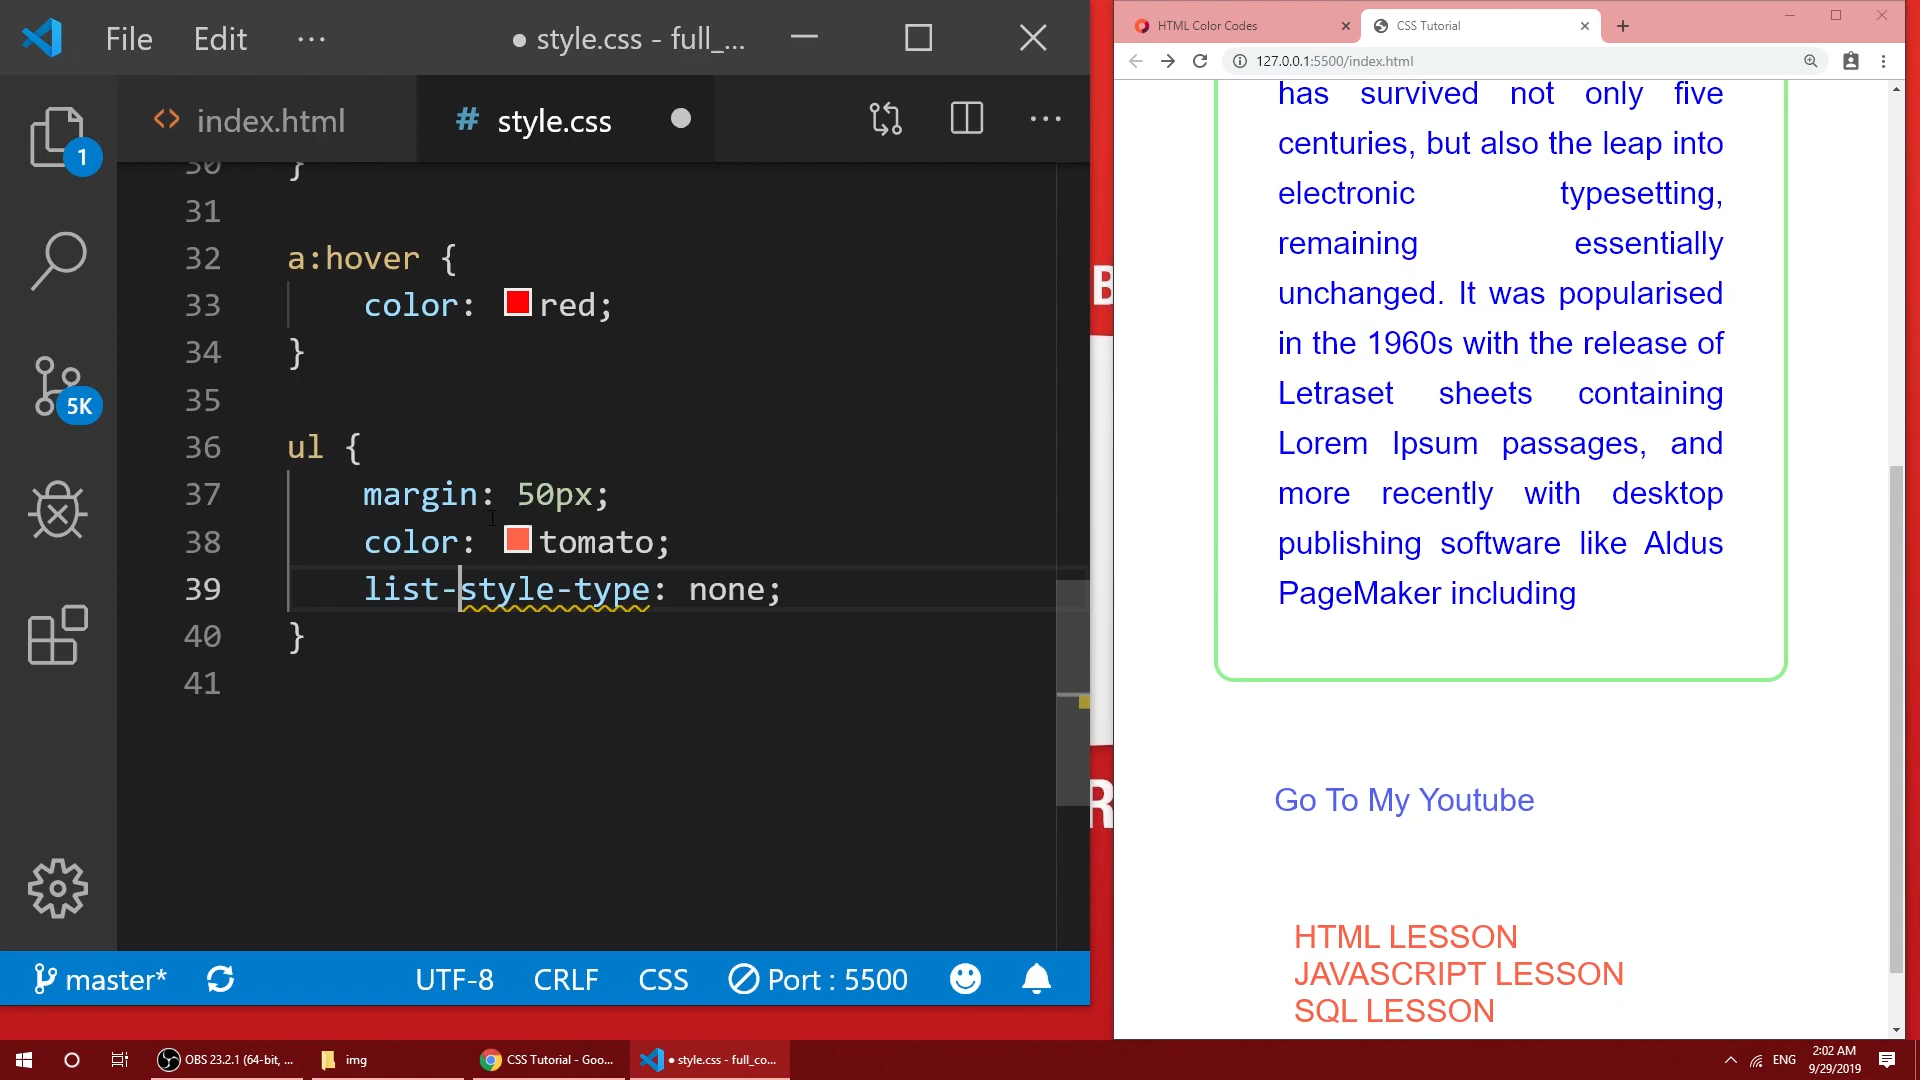 File Edit ...
● style.css - full_...
index.html
# style.css
1
5K
30 }
31
32 a:hover {
33 color: red;
34 }
35
36 ul {
37 margin: 50px;
38 color: tomato;
39 list-style-type: none;
40 }
41
master*
UTF-8 CRLF CSS Port : 5500
HTML Color Codes
CSS Tutorial
127.0.0.1:5500/index.html
has survived not only five
centuries, but also the leap into
electronic typesetting,
remaining essentially
unchanged. It was popularised
in the 1960s with the release of
Letraset sheets containing
Lorem Ipsum passages, and
more recently with desktop
publishing software like Aldus
PageMaker including
Go To My Youtube
HTML LESSON
JAVASCRIPT LESSON
SQL LESSON
B
R
OBS 23.2.1 (64-bit, ...
img
CSS Tutorial - Goo...
● style.css - full_co...
ENG
2:02 AM
9/29/2019